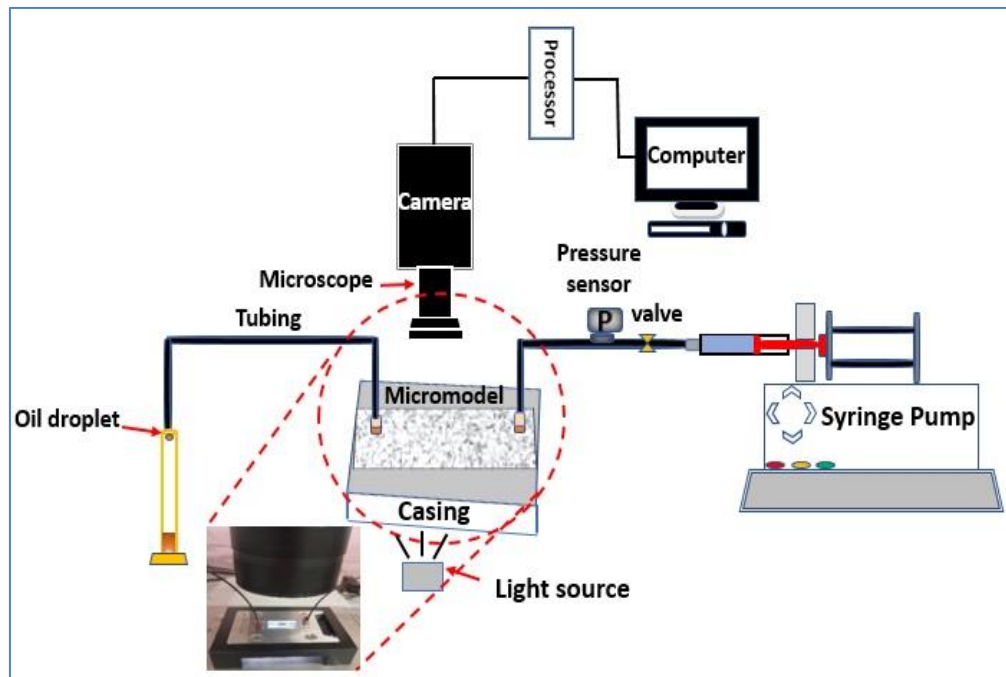 Processor
Computer
Camera
Pressure
sensor
Microscope
valve
Tubing
P
Micromodel
Oil droplet
Syringe Pump
Casing
Light source